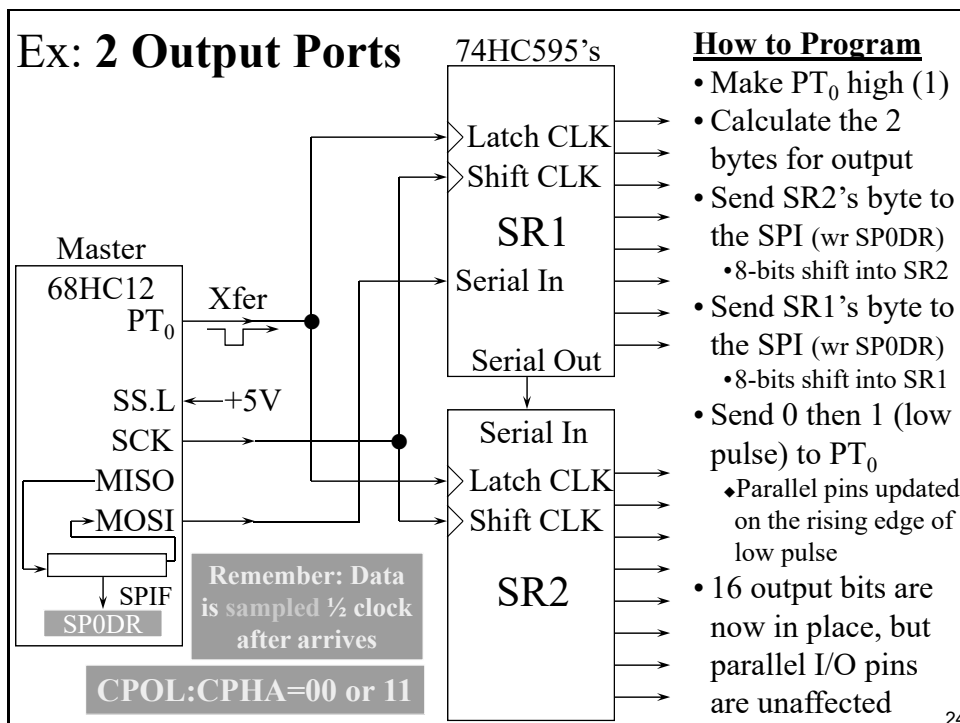 Ex: 2 Output Ports
74HC595's
Latch CLK
Shift CLK
SR1
Serial In
Serial Out
Master
68HC12
PT₀
Xfer
SS.L
+5V
SCK
MISO
MOSI
SPIF
SP0DR
Serial In
Latch CLK
Shift CLK
SR2
Remember: Data
is sampled ½ clock
after arrives
CPOL:CPHA=00 or 11
How to Program
• Make PT₀ high (1)
• Calculate the 2
bytes for output
• Send SR2's byte to
the SPI (wr SP0DR)
•8-bits shift into SR2
• Send SR1's byte to
the SPI (wr SP0DR)
•8-bits shift into SR1
• Send 0 then 1 (low
pulse) to PT₀
◆Parallel pins updated
on the rising edge of
low pulse
• 16 output bits are
now in place, but
parallel I/O pins
are unaffected
24